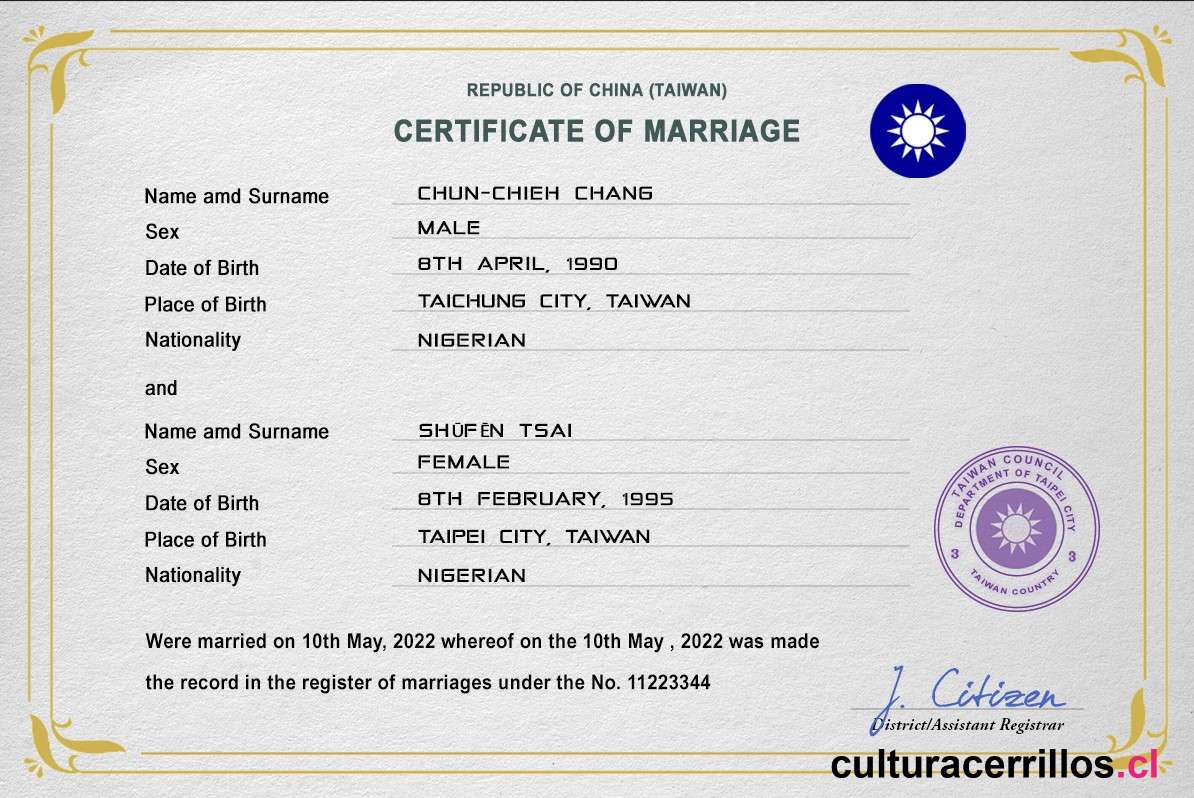 REPUBLIC OF CHINA (TAIWAN)
CERTIFICATE OF MARRIAGE
Name amd Surname CHUN-CHIEH CHANG
Sex MALE
Date of Birth 8TH APRIL, 1990
Place of Birth TAICHUNG CITY, TAIWAN
Nationality NIGERIAN
and
Name amd Surname SHŪFĒN TSAI
Sex FEMALE
Date of Birth 8TH FEBRUARY, 1995
Place of Birth TAIPEI CITY, TAIWAN
Nationality NIGERIAN
TAIWAN COUNCIL
DEPARTMENT OF TAIPEI CITY
3 3
TAIWAN COUNTRY
Were married on 10th May, 2022 whereof on the 10th May , 2022 was made
the record in the register of marriages under the No. 11223344
J. Citizen
District/Assistant Registrar
culturacerrillos.cl